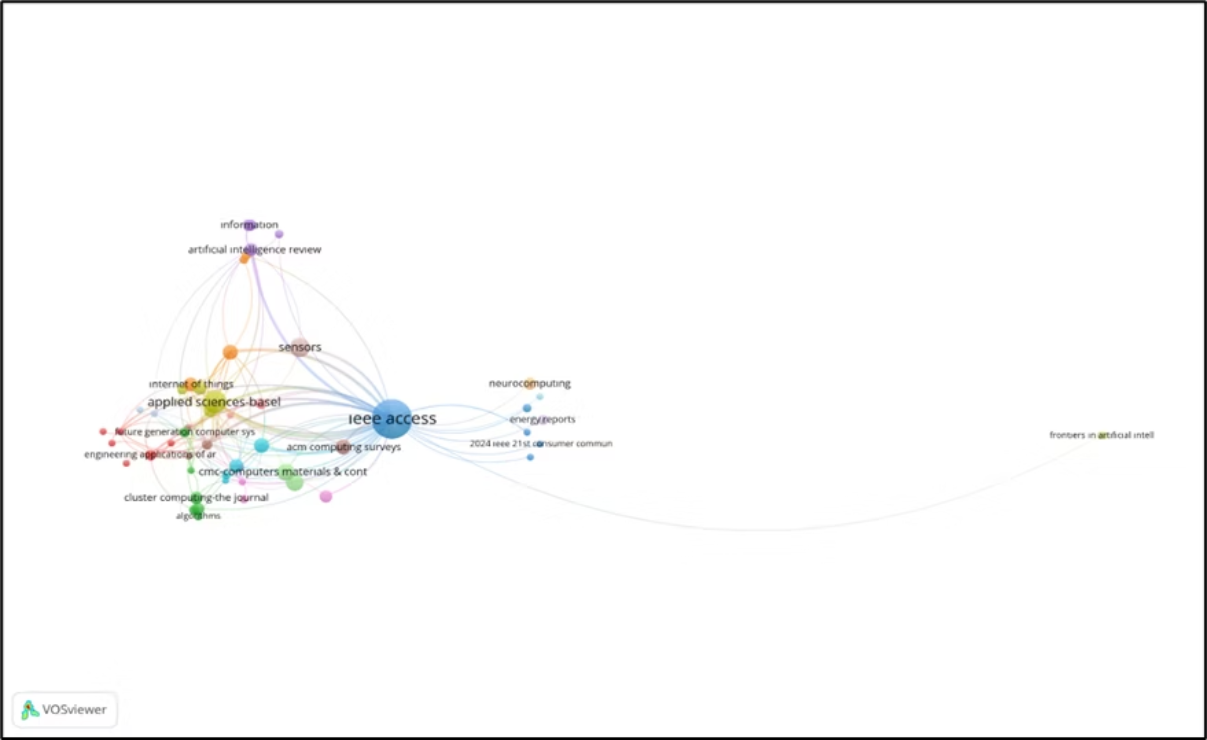 information
artificial intelligence review
sensors
internet of things
neurocomputing
applied sciences-basel
ieee access
energy reports
future generation computer sys
frontiers in artificial intell
2024 ieee 21st consumer commun
acm computing surveys
engineering applications of ar
cmc-computers materials & cont
cluster computing-the journal
algorithms
VOSviewer